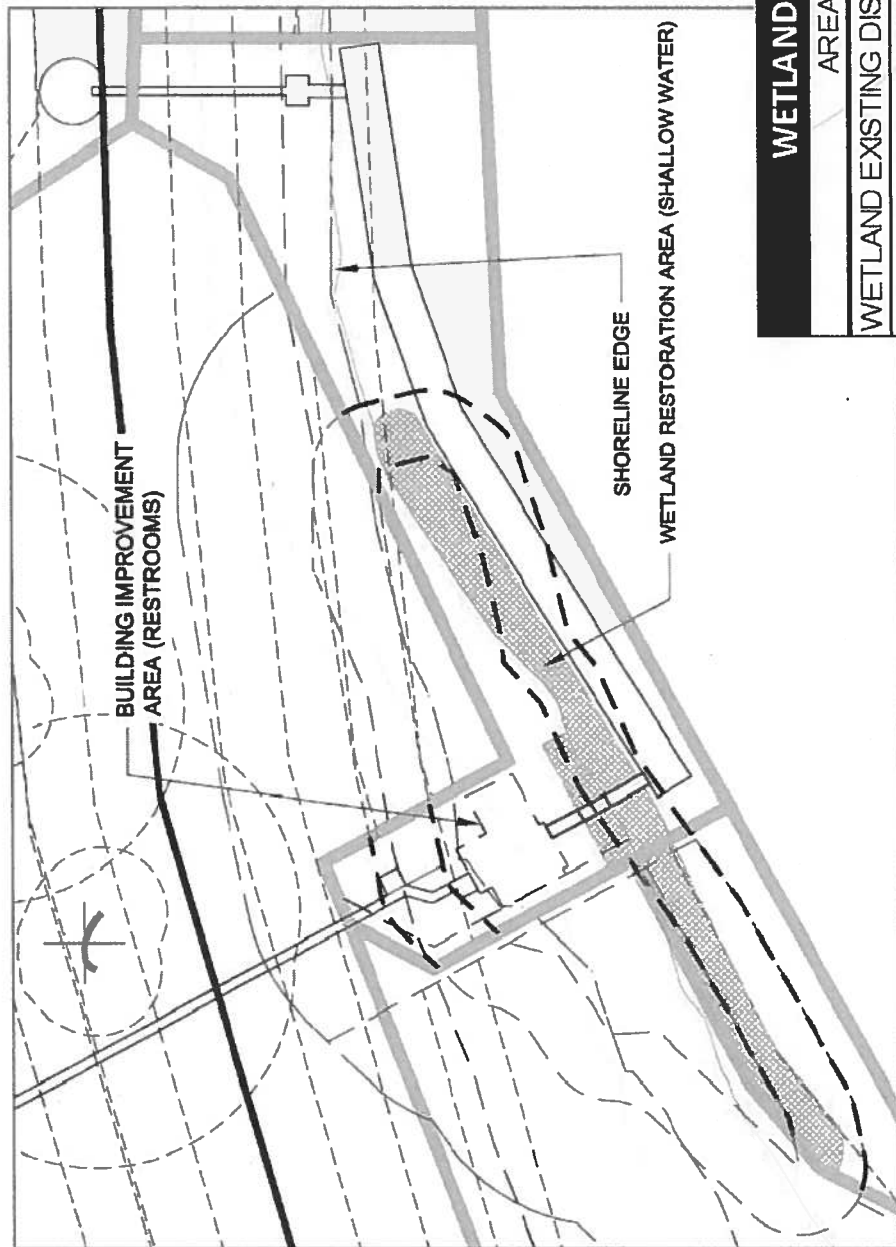 BUILDING IMPROVEMENT
AREA (RESTROOMS)
SHORELINE EDGE
WETLAND RESTORATION AREA (SHALLOW WATER)
WETLAND
AREA
WETLAND EXISTING DIS